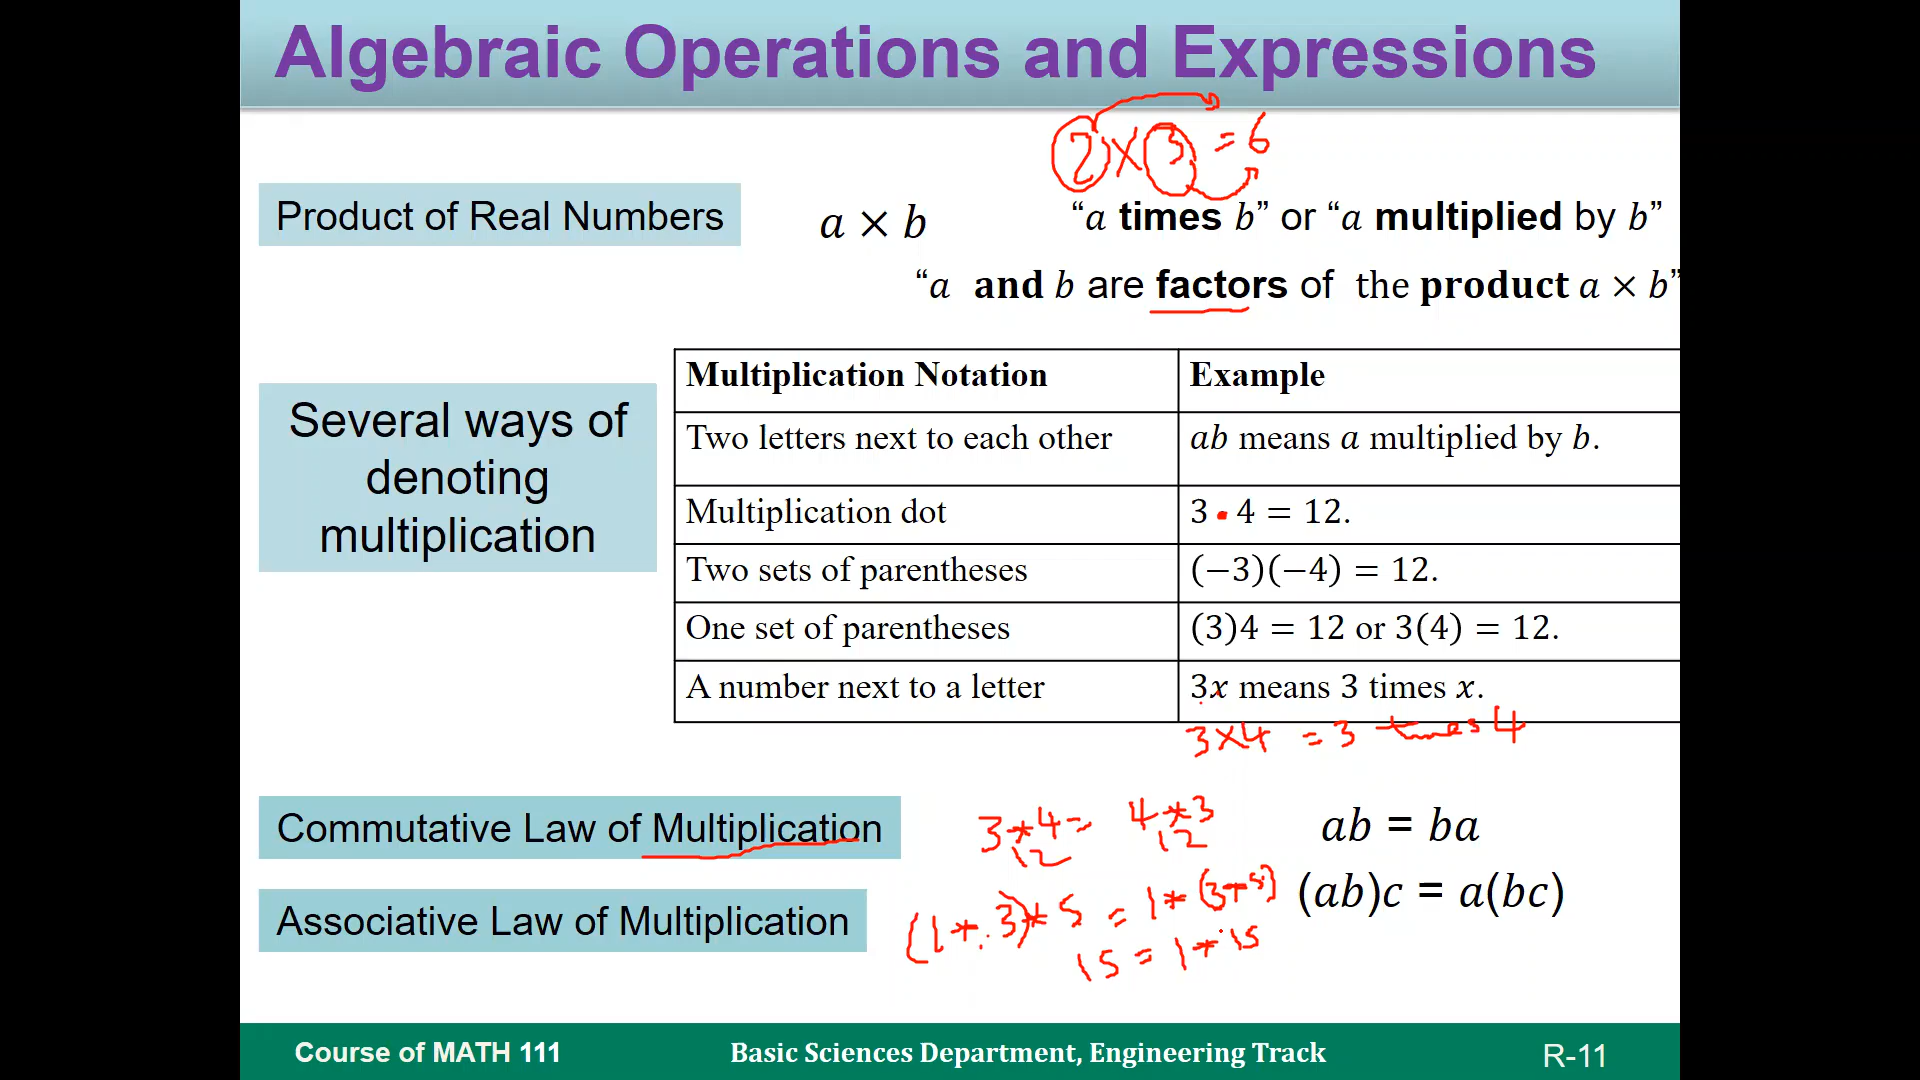 Algebraic Operations and Expressions
2 × 3 = 6
Product of Real Numbers
a × b
“a times b” or “a multiplied by b”
“a and b are factors of the product a × b”
Several ways of
denoting
multiplication
Multiplication Notation Example
Two letters next to each other ab means a multiplied by b.
Multiplication dot 3 · 4 = 12.
Two sets of parentheses (−3)(−4) = 12.
One set of parentheses (3)4 = 12 or 3(4) = 12.
A number next to a letter 3x means 3 times x.
3×4 = 3 times 4
Commutative Law of Multiplication
3*4 = 4*3
12 12
ab = ba
Associative Law of Multiplication
(1*3)*5 = 1*(3*5)
15 = 1*15
(ab)c = a(bc)
Course of MATH 111 Basic Sciences Department, Engineering Track R-11